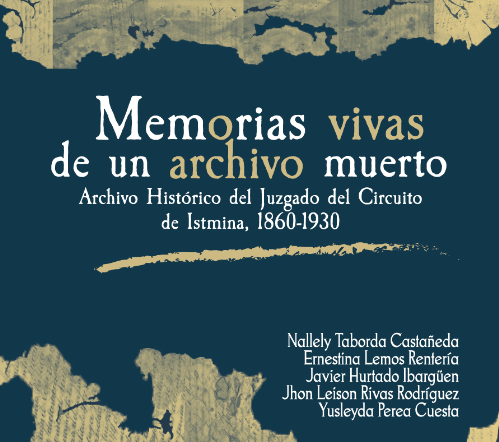 Memorias vivas
de un archivo muerto
Archivo Histórico del Juzgado del Circuito
de Istmina, 1860-1930
Nallely Taborda Castañeda
Ernestina Lemos Rentería
Javier Hurtado Ibargüen
Jhon Leison Rivas Rodríguez
Yusleyda Perea Cuesta